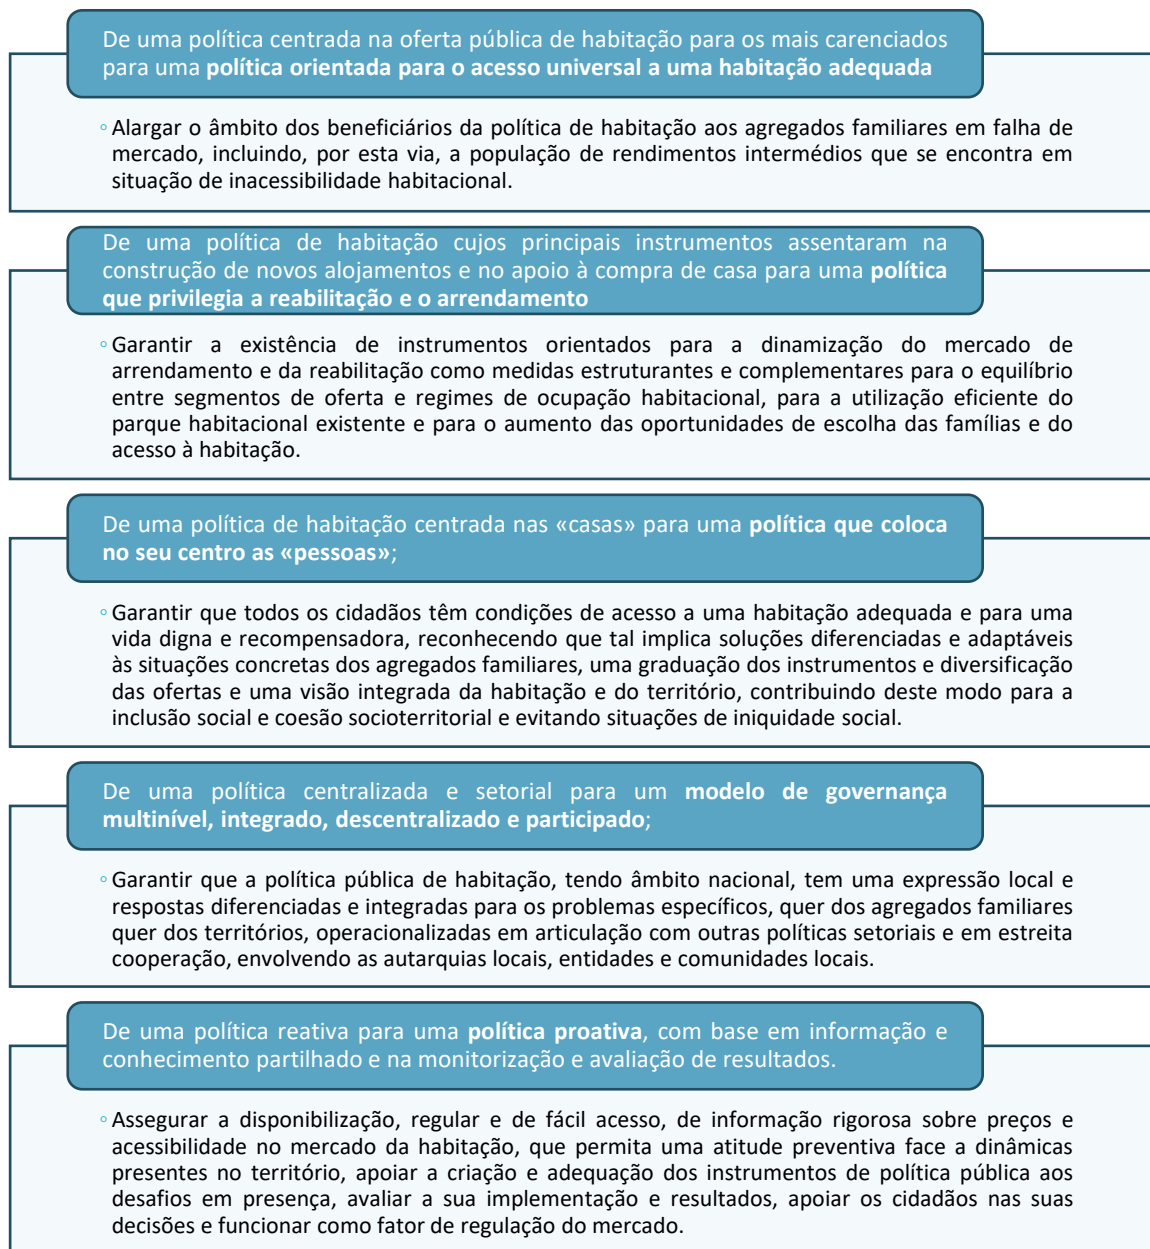 De uma política centrada na oferta pública de habitação para os mais carenciados
para uma política orientada para o acesso universal a uma habitação adequada
◦ Alargar o âmbito dos beneficiários da política de habitação aos agregados familiares em falha de
mercado, incluindo, por esta via, a população de rendimentos intermédios que se encontra em
situação de inacessibilidade habitacional.
De uma política de habitação cujos principais instrumentos assentaram na
construção de novos alojamentos e no apoio à compra de casa para uma política
que privilegia a reabilitação e o arrendamento
◦ Garantir a existência de instrumentos orientados para a dinamização do mercado de
arrendamento e da reabilitação como medidas estruturantes e complementares para o equilíbrio
entre segmentos de oferta e regimes de ocupação habitacional, para a utilização eficiente do
parque habitacional existente e para o aumento das oportunidades de escolha das famílias e do
acesso à habitação.
De uma política de habitação centrada nas «casas» para uma política que coloca
no seu centro as «pessoas»;
◦ Garantir que todos os cidadãos têm condições de acesso a uma habitação adequada e para uma
vida digna e recompensadora, reconhecendo que tal implica soluções diferenciadas e adaptáveis
às situações concretas dos agregados familiares, uma graduação dos instrumentos e diversificação
das ofertas e uma visão integrada da habitação e do território, contribuindo deste modo para a
inclusão social e coesão socioterritorial e evitando situações de iniquidade social.
De uma política centralizada e setorial para um modelo de governança
multinível, integrado, descentralizado e participado;
◦ Garantir que a política pública de habitação, tendo âmbito nacional, tem uma expressão local e
respostas diferenciadas e integradas para os problemas específicos, quer dos agregados familiares
quer dos territórios, operacionalizadas em articulação com outras políticas setoriais e em estreita
cooperação, envolvendo as autarquias locais, entidades e comunidades locais.
De uma política reativa para uma política proativa, com base em informação e
conhecimento partilhado e na monitorização e avaliação de resultados.
◦ Assegurar a disponibilização, regular e de fácil acesso, de informação rigorosa sobre preços e
acessibilidade no mercado da habitação, que permita uma atitude preventiva face a dinâmicas
presentes no território, apoiar a criação e adequação dos instrumentos de política pública aos
desafios em presença, avaliar a sua implementação e resultados, apoiar os cidadãos nas suas
decisões e funcionar como fator de regulação do mercado.